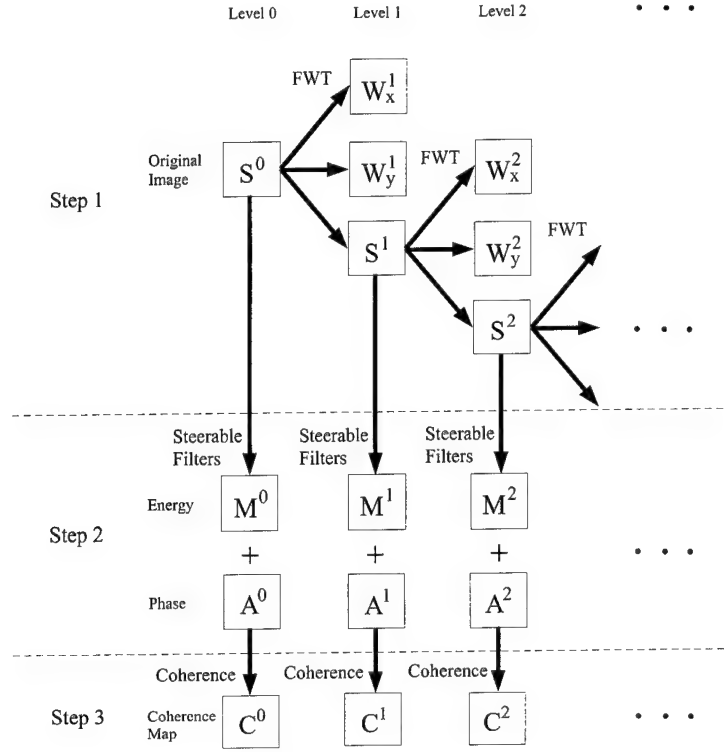 Level 0 Level 1 Level 2 . . .
FWT
W_x^1
Original
Image
S^0
W_y^1
FWT
W_x^2
Step 1
S^1
W_y^2
FWT
S^2
. . .
Steerable
Filters
Steerable
Filters
Steerable
Filters
Energy
M^0 M^1 M^2
Step 2
+ + + . . .
Phase
A^0 A^1 A^2
Coherence Coherence Coherence
Step 3
Coherence
Map
C^0 C^1 C^2 . . .